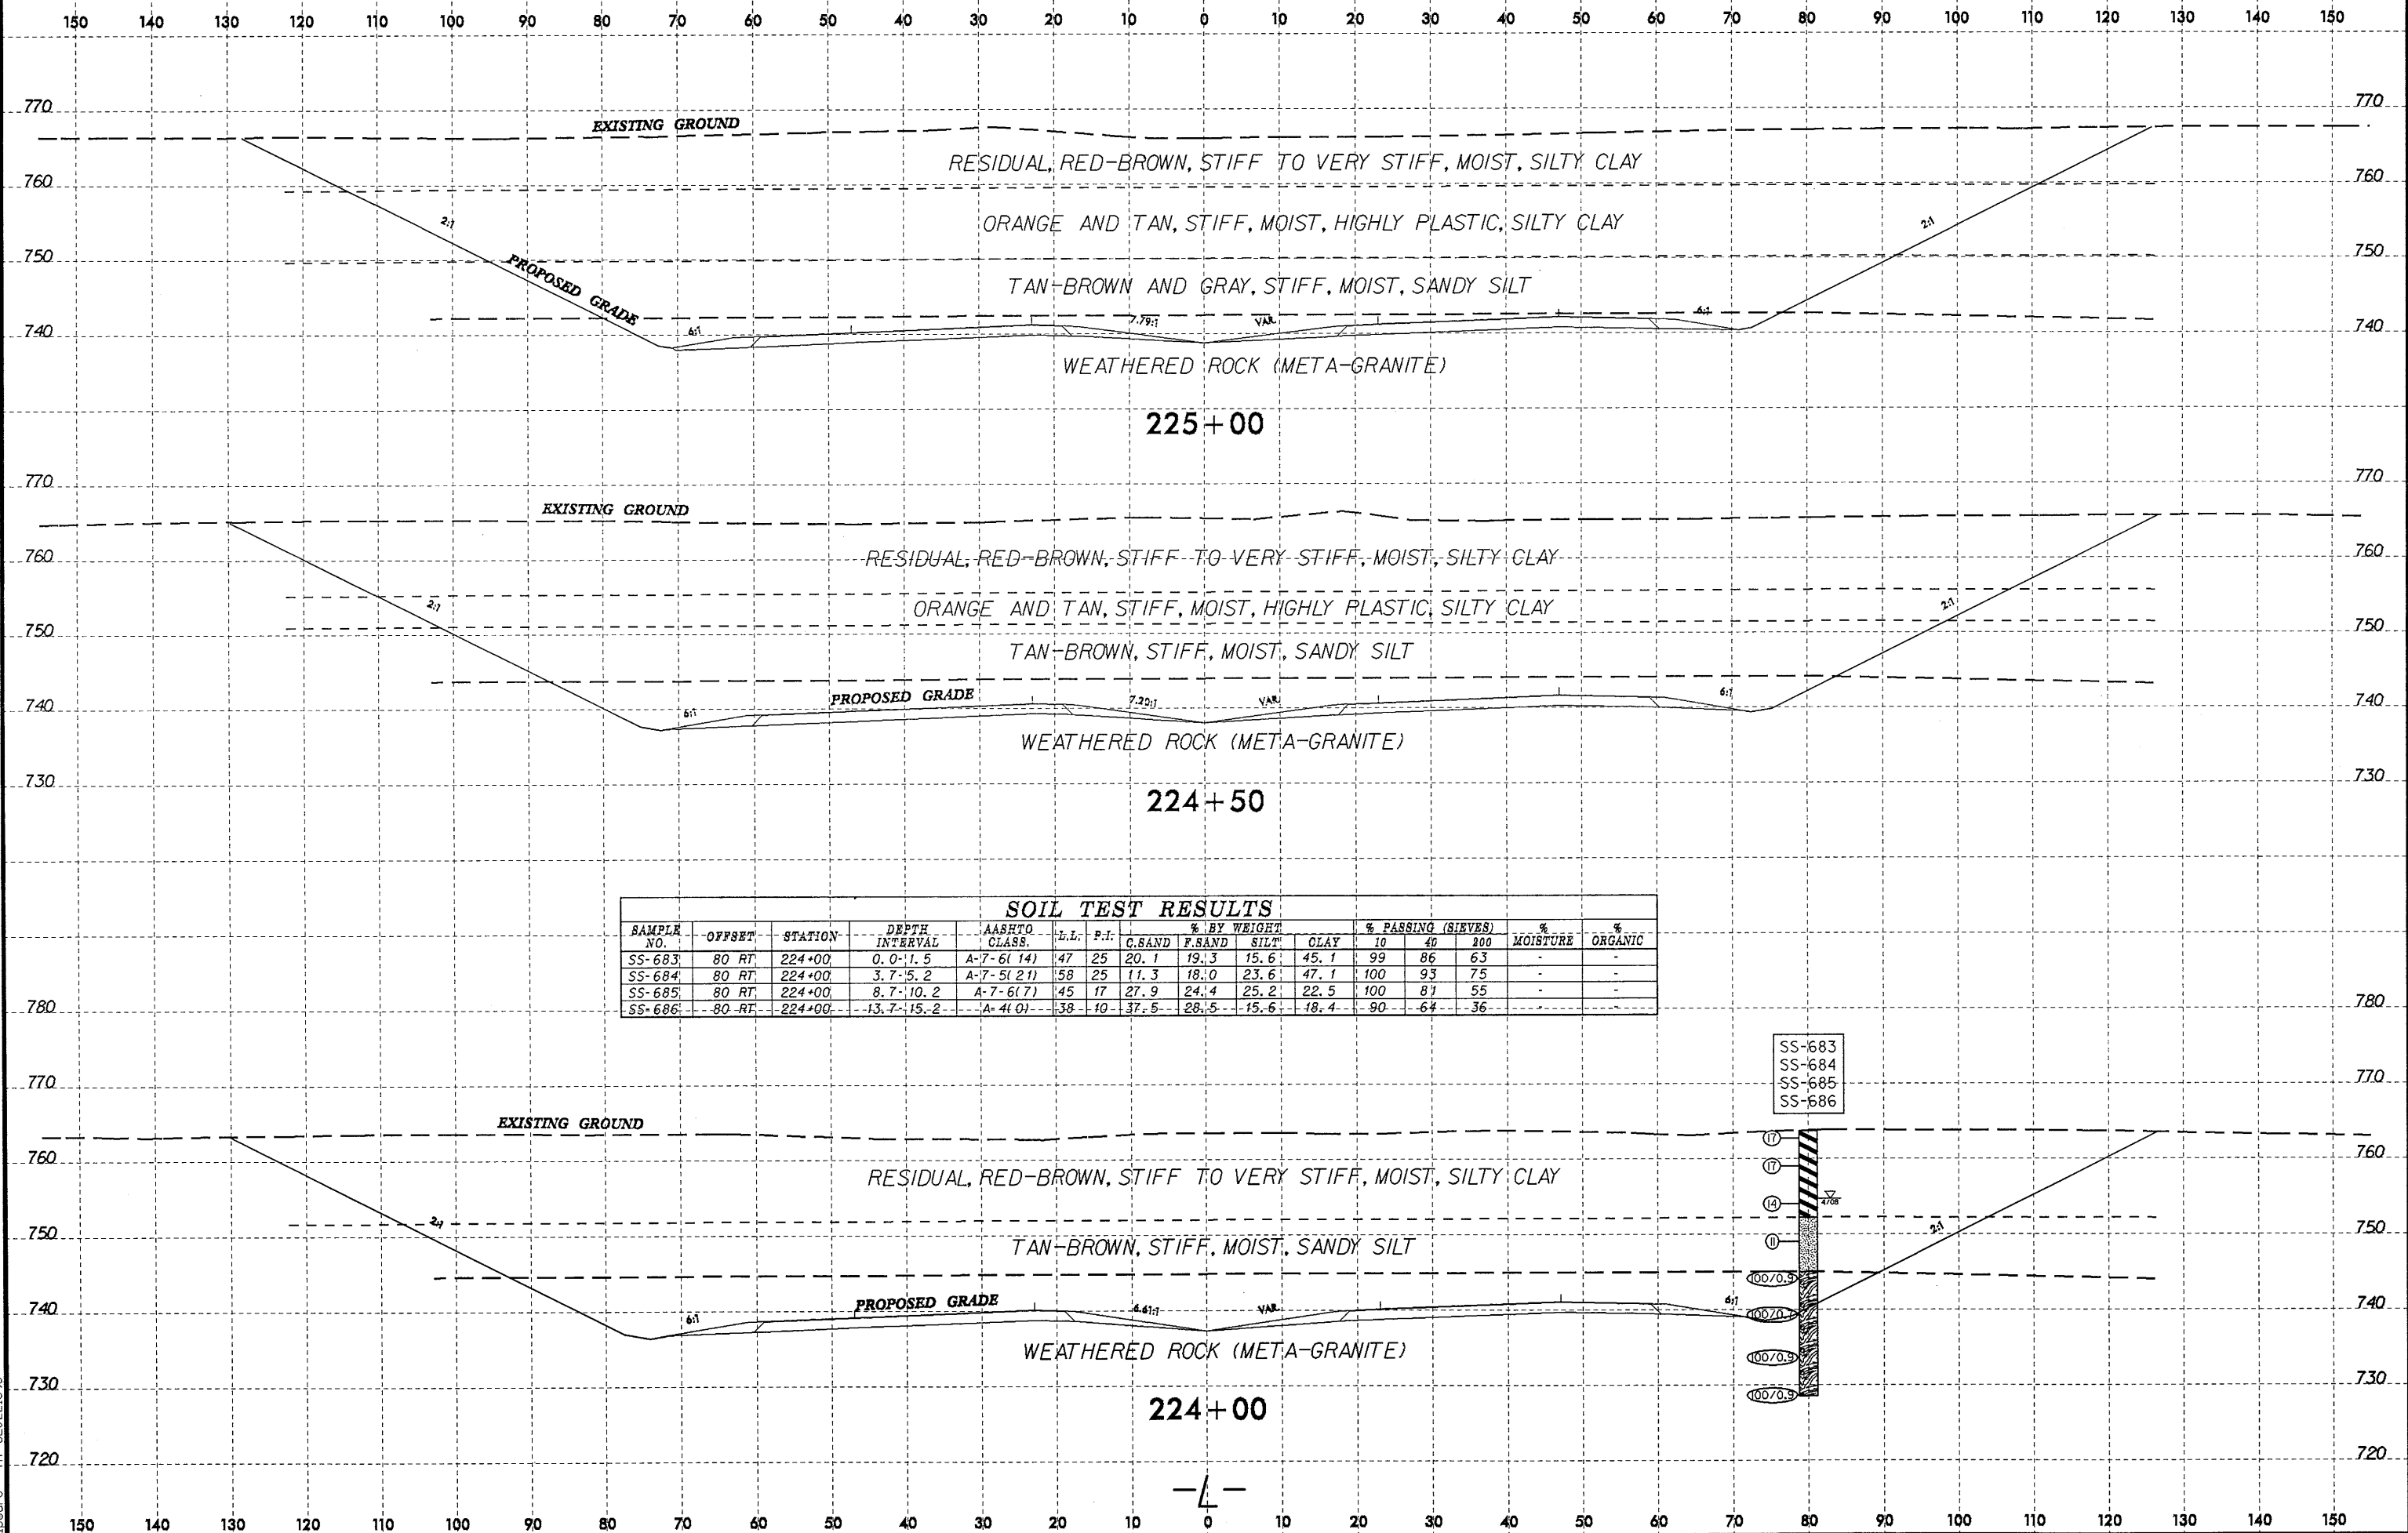 150 140 130 120 110 100 90 80 70 60 50 40 30 20 10 0 10 20 30 40 50 60 70 80 90 100 110 120 130 140 150
770 770
EXISTING GROUND
RESIDUAL, RED-BROWN, STIFF TO VERY STIFF, MOIST, SILTY CLAY
760 760
2:1 ORANGE AND TAN, STIFF, MOIST, HIGHLY PLASTIC, SILTY CLAY 2:1
750 750
PROPOSED GRADE
TAN-BROWN AND GRAY, STIFF, MOIST, SANDY SILT
740 6:1 7.79:1 VAR. 6:1 740
WEATHERED ROCK (META-GRANITE)
225+00
770 770
EXISTING GROUND
760 RESIDUAL, RED-BROWN, STIFF TO VERY STIFF, MOIST, SILTY CLAY 760
2:1 ORANGE AND TAN, STIFF, MOIST, HIGHLY PLASTIC, SILTY CLAY 2:1
750 750
TAN-BROWN, STIFF, MOIST, SANDY SILT
PROPOSED GRADE
740 6:1 7.20:1 VAR. 6:1 740
WEATHERED ROCK (META-GRANITE)
730 730
224+50
SOIL TEST RESULTS
SAMPLE NO. OFFSET STATION DEPTH INTERVAL AASHTO CLASS. L.L. P.I. % BY WEIGHT C.SAND F.SAND SILT CLAY % PASSING (SIEVES) 10 40 200 % MOISTURE % ORGANIC
SS-683 80 RT 224+00 0.0-1.5 A-7-6(14) 47 25 20.1 19.3 15.6 45.1 99 86 63 - -
SS-684 80 RT 224+00 3.7-5.2 A-7-5(21) 58 25 11.3 18.0 23.6 47.1 100 93 75 - -
SS-685 80 RT 224+00 8.7-10.2 A-7-6(7) 45 17 27.9 24.4 25.2 22.5 100 81 55 - -
SS-686 80 RT 224+00 13.7-15.2 A-4(0) 38 10 37.5 28.5 15.6 18.4 90 64 36 - -
780 780
SS-683
SS-684
SS-685
SS-686
770 770
EXISTING GROUND
17
760 17 760
RESIDUAL, RED-BROWN, STIFF TO VERY STIFF, MOIST, SILTY CLAY
14
2:1 2:1
750 11 750
TAN-BROWN, STIFF, MOIST, SANDY SILT
100/0.9
PROPOSED GRADE
740 6:1 6.61:1 VAR. 6:1 740
WEATHERED ROCK (META-GRANITE)
100/0.9
730 100/0.9 730
224+00
720 720
-L-
150 140 130 120 110 100 90 80 70 60 50 40 30 20 10 0 10 20 30 40 50 60 70 80 90 100 110 120 130 140 150